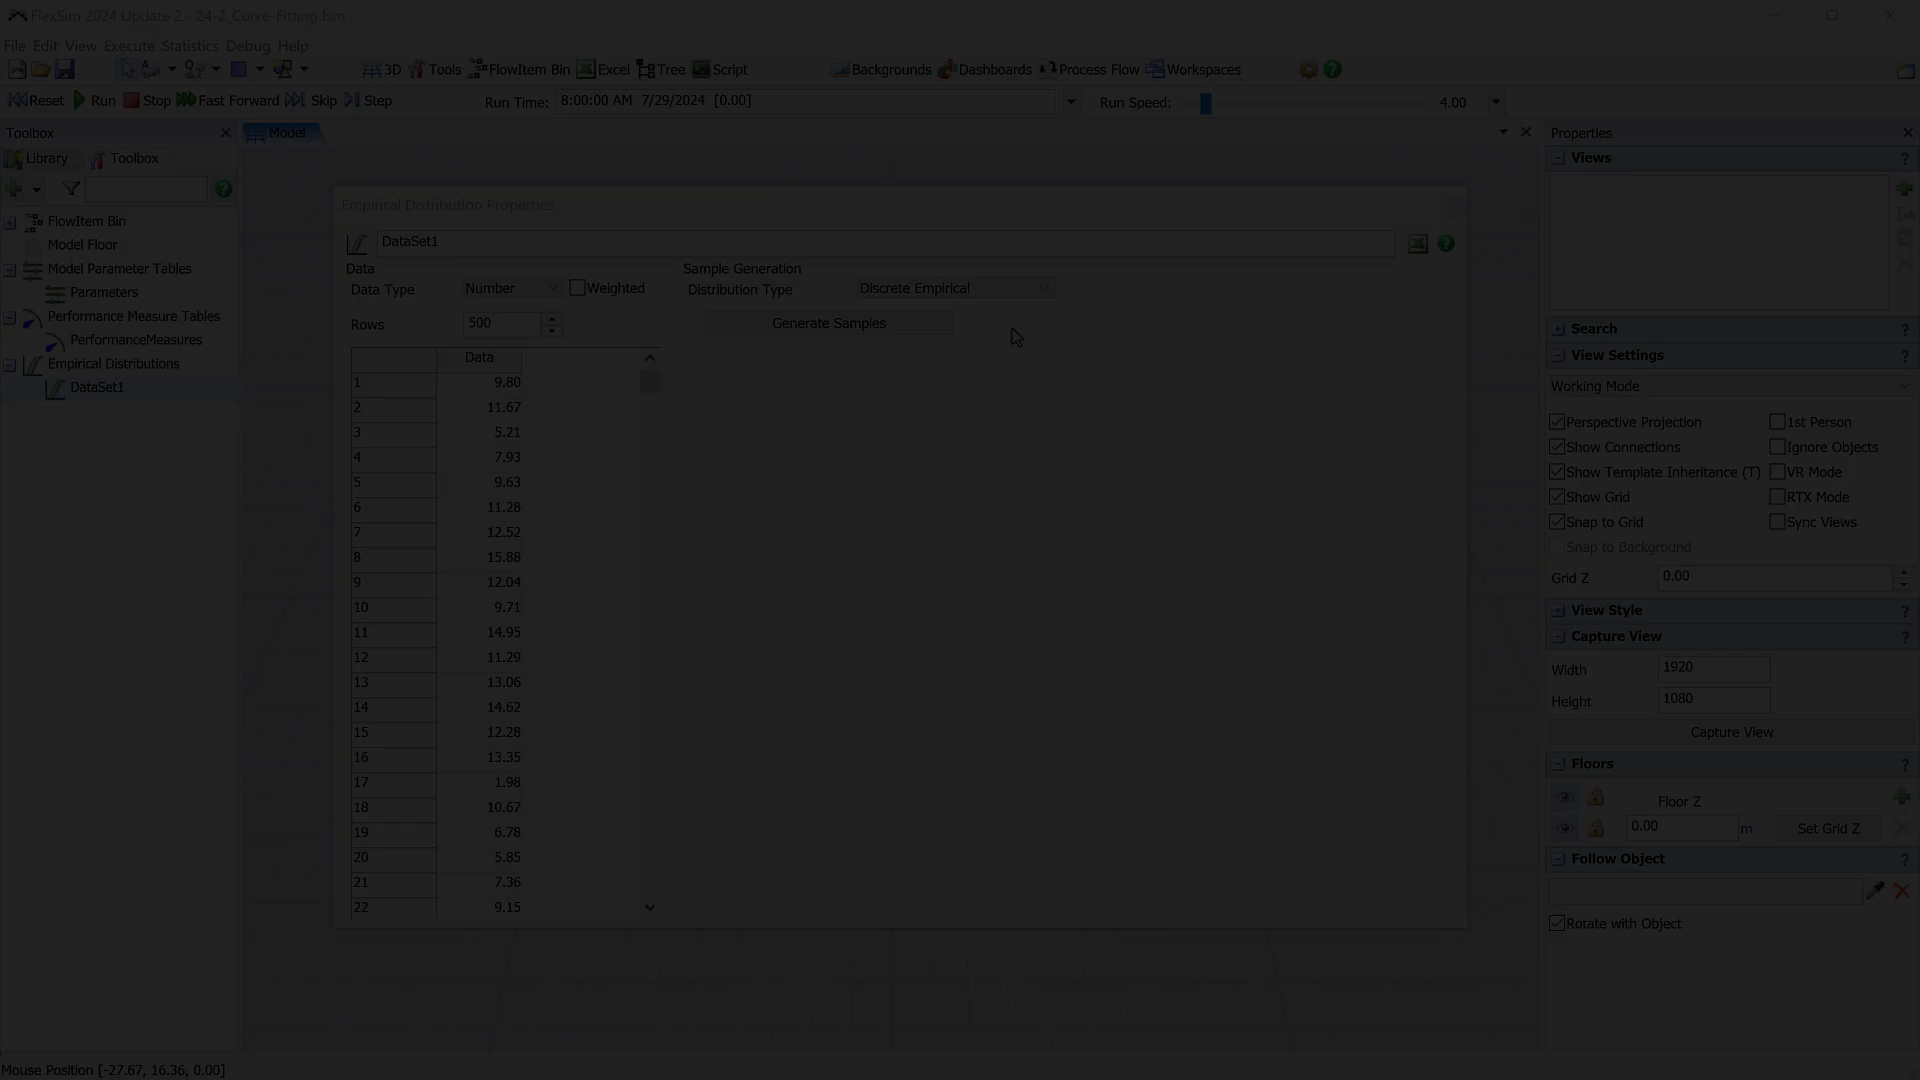 FlexSim 2024 Update 2 - 24-2_Curve-Fitting.fsm
File Edit View Execute Statistics Debug Help
3D Tools FlowItem Bin Excel Tree Script Backgrounds Dashboards Process Flow Workspaces
Reset Run Stop Fast Forward Skip Step Run Time: 8:00:00 AM 7/29/2024 [0.00] Run Speed: 4.00
Toolbox
Library Toolbox
FlowItem Bin
Model Floor
Model Parameter Tables
Parameters
Performance Measure Tables
PerformanceMeasures
Empirical Distributions
DataSet1
Model
Empirical Distribution Properties
DataSet1
Data
Data Type Number Weighted
Rows 500
Sample Generation
Distribution Type Discrete Empirical
Generate Samples
Data
1 9.80
2 11.67
3 5.21
4 7.93
5 9.63
6 11.28
7 12.52
8 15.88
9 12.04
10 9.71
11 14.95
12 11.29
13 13.06
14 14.62
15 12.28
16 13.35
17 1.98
18 10.67
19 6.78
20 5.85
21 7.36
22 9.15
Properties
Views
Search
View Settings
Working Mode
Perspective Projection 1st Person
Show Connections Ignore Objects
Show Template Inheritance (T) VR Mode
Show Grid RTX Mode
Snap to Grid Sync Views
Snap to Background
Grid Z 0.00
View Style
Capture View
Width 1920
Height 1080
Capture View
Floors
Floor Z
0.00 m Set Grid Z
Follow Object
Rotate with Object
Mouse Position [-27.67, 16.36, 0.00]